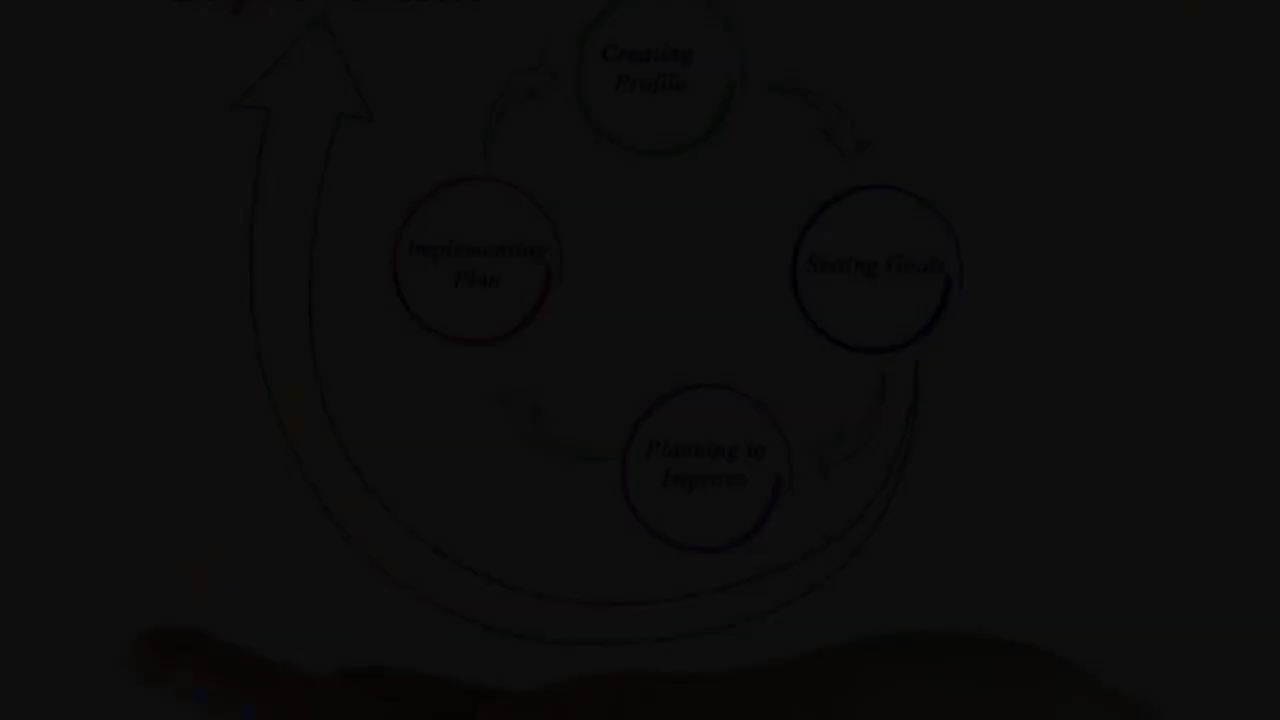 Creating
Profile
Implementing
Plan
Setting Goals
Planning to
Improve